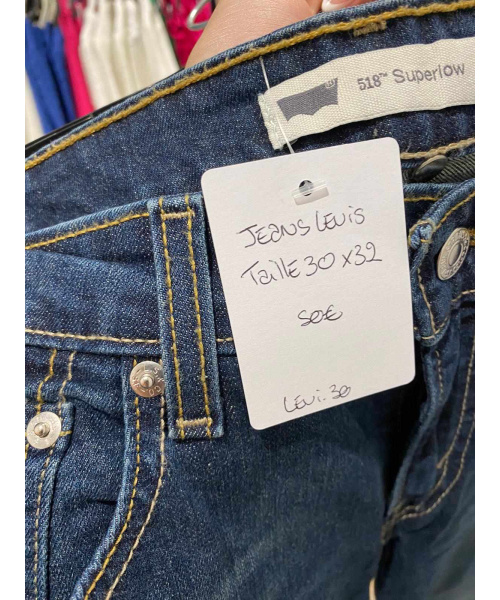 518™ Superlow
JEANS LEVIS
TaillE 30 x 32
50€
LEVI. 30